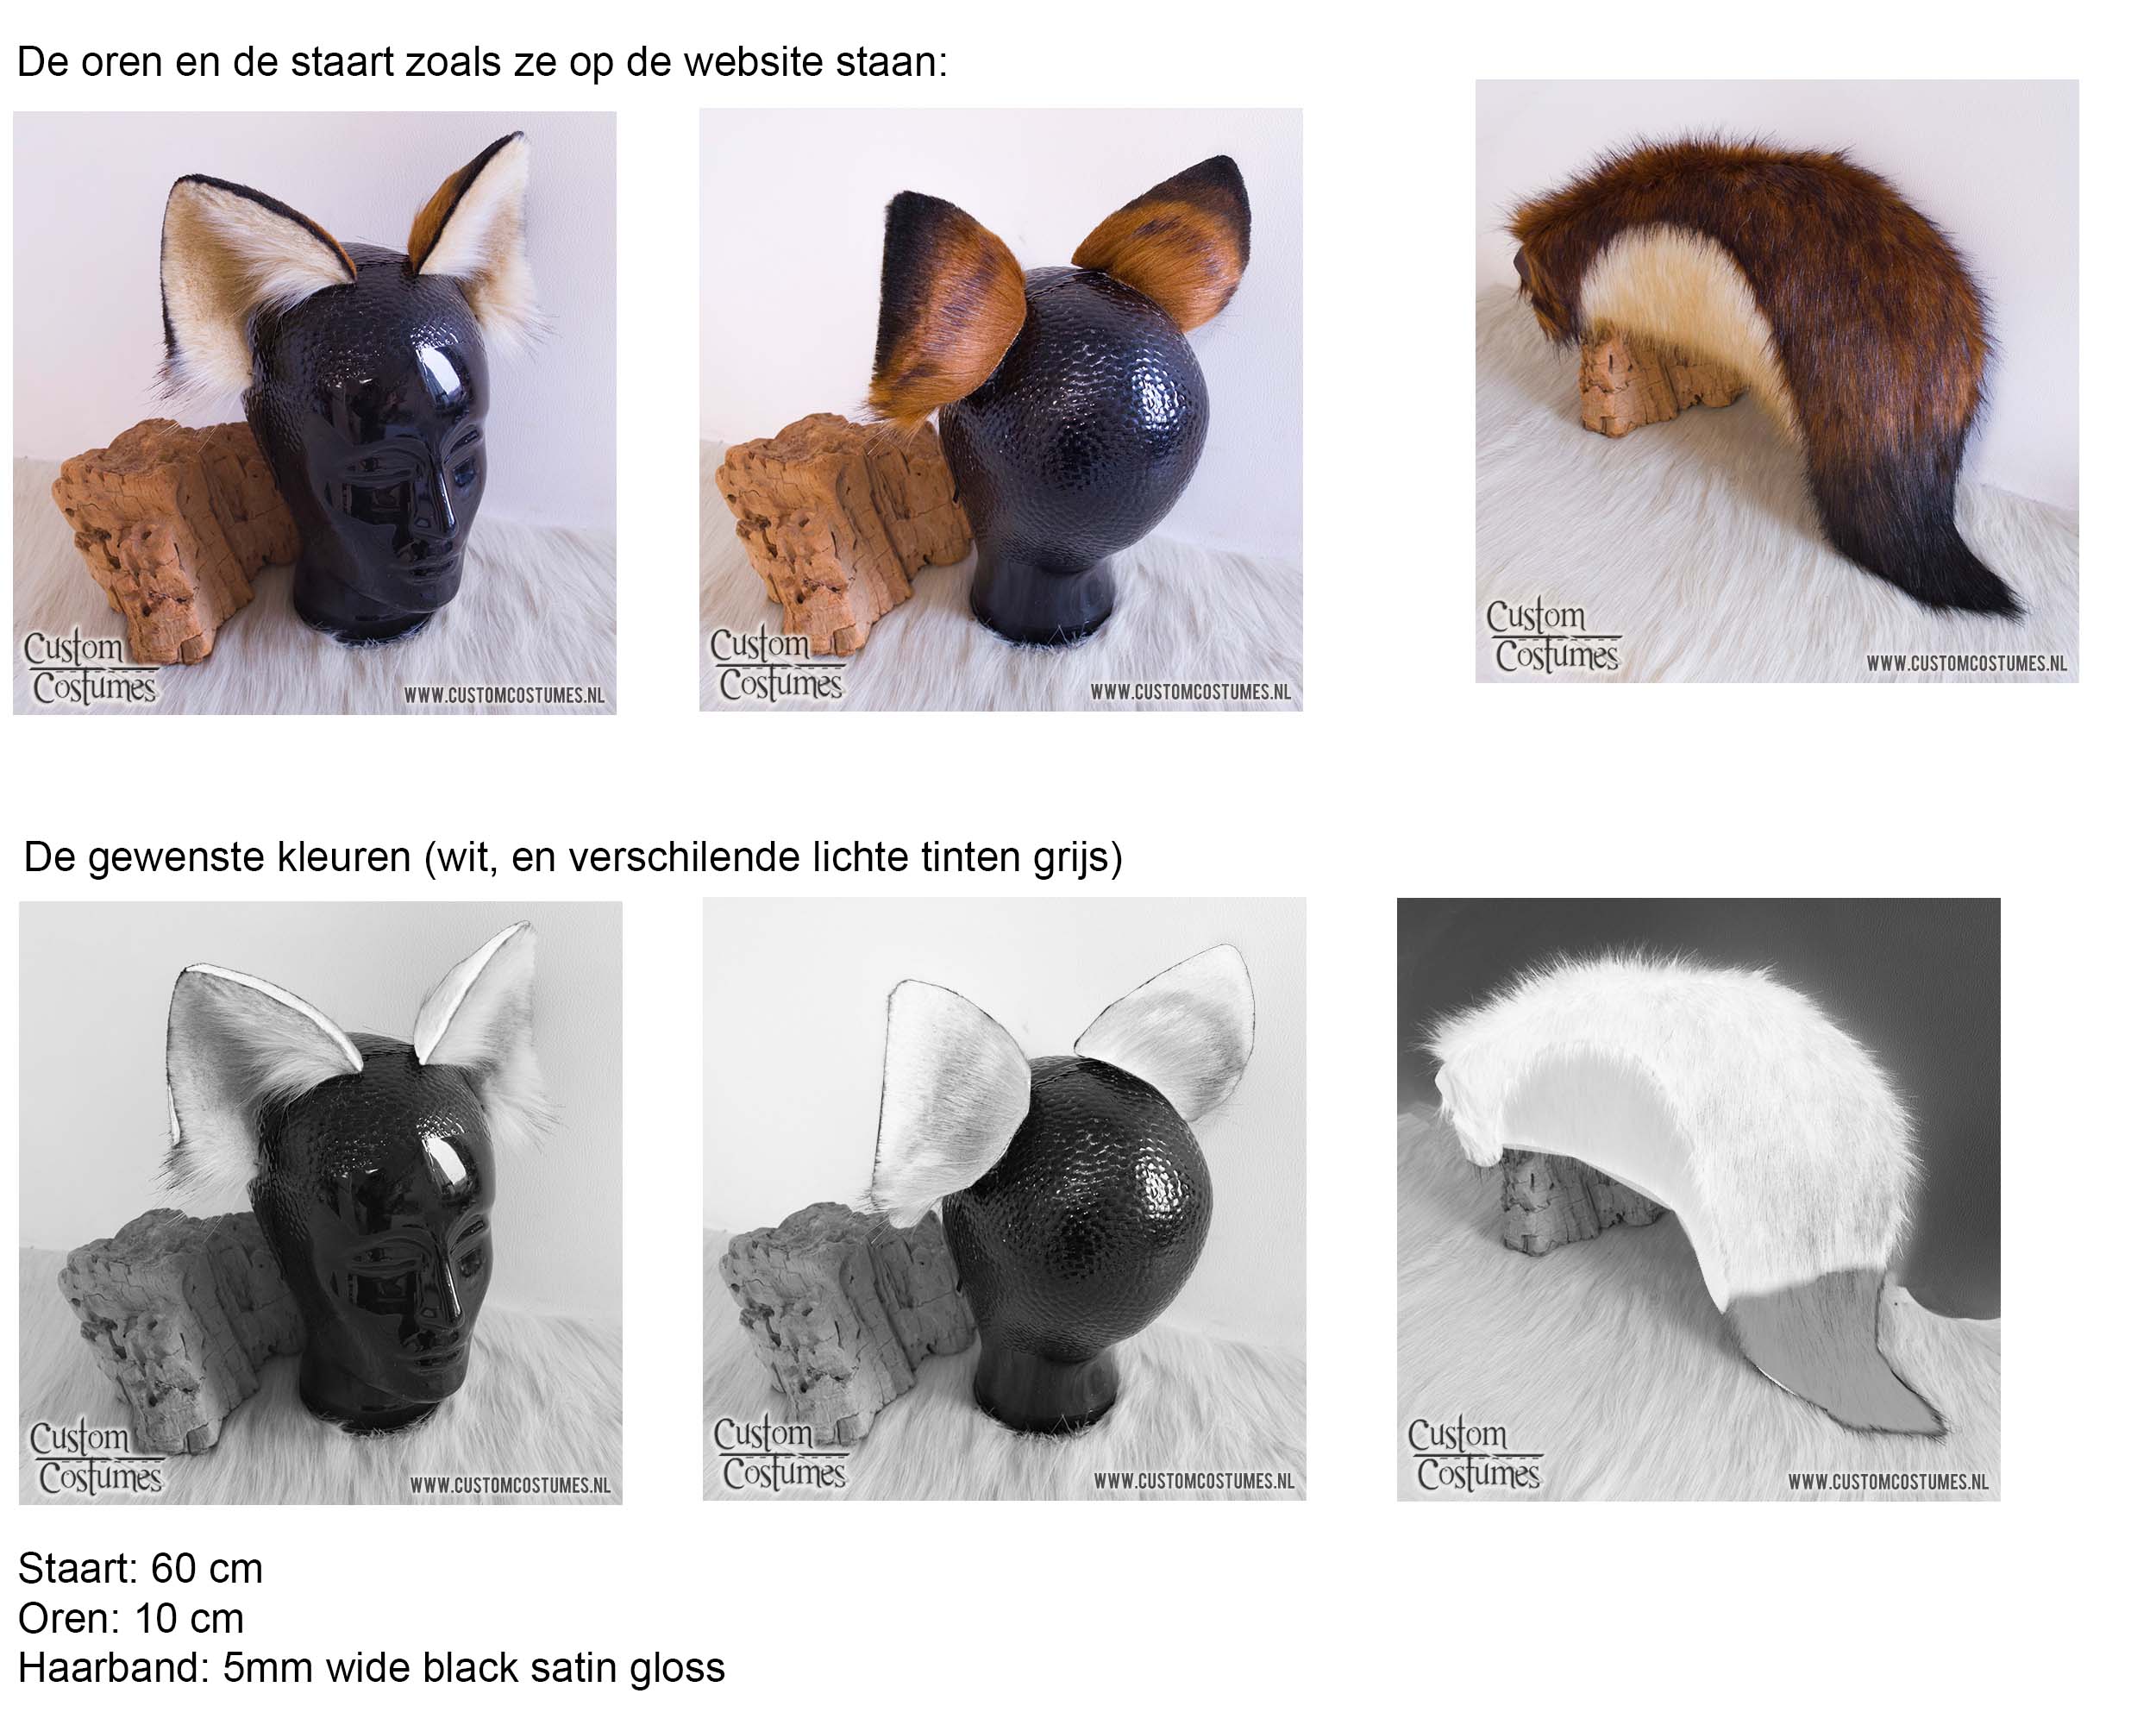 De oren en de staart zoals ze op de website staan:
Custom
Costumes
WWW.CUSTOMCOSTUMES.NL
Custom
Costumes
WWW.CUSTOMCOSTUMES.NL
Custom
Costumes
WWW.CUSTOMCOSTUMES.NL
De gewenste kleuren (wit, en verschilende lichte tinten grijs)
Custom
Costumes
WWW.CUSTOMCOSTUMES.NL
Custom
Costumes
WWW.CUSTOMCOSTUMES.NL
Custom
Costumes
WWW.CUSTOMCOSTUMES.NL
Staart: 60 cm
Oren: 10 cm
Haarband: 5mm wide black satin gloss